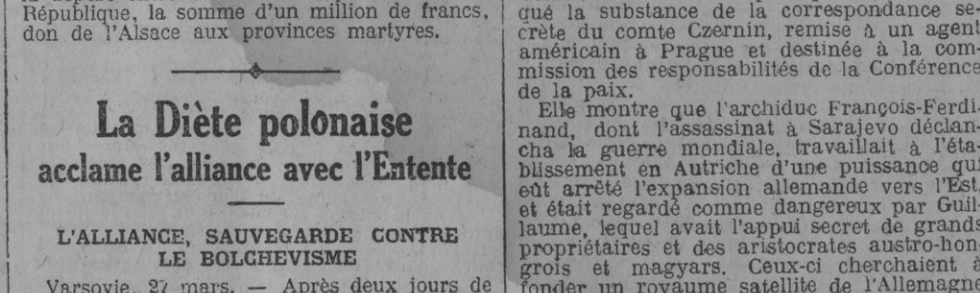 République, la somme d'un million de francs,
don de l'Alsace aux provinces martyres.
La Diète polonaise
acclame l'alliance avec l'Entente
L'ALLIANCE, SAUVEGARDE CONTRE
LE BOLCHEVISME
Varsovie, 27 mars. — Après deux jours de
qué la substance de la correspondance se-
crète du comte Czernin, remise à un agent
américain à Prague et destinée à la com-
mission des responsabilités de la Conférence
de la paix.
Elle montre que l'archiduc François-Ferdi-
nand, dont l'assassinat à Sarajevo déclan-
cha la guerre mondiale, travaillait à l'éta-
blissement en Autriche d'une puissance qui
eût arrêté l'expansion allemande vers l'Est,
et était regardé comme dangereux par Guil-
laume, lequel avait l'appui secret de grands
propriétaires et des aristocrates austro-hon-
grois et magyars. Ceux-ci cherchaient à
fonder un royaume satellite de l'Allemagne